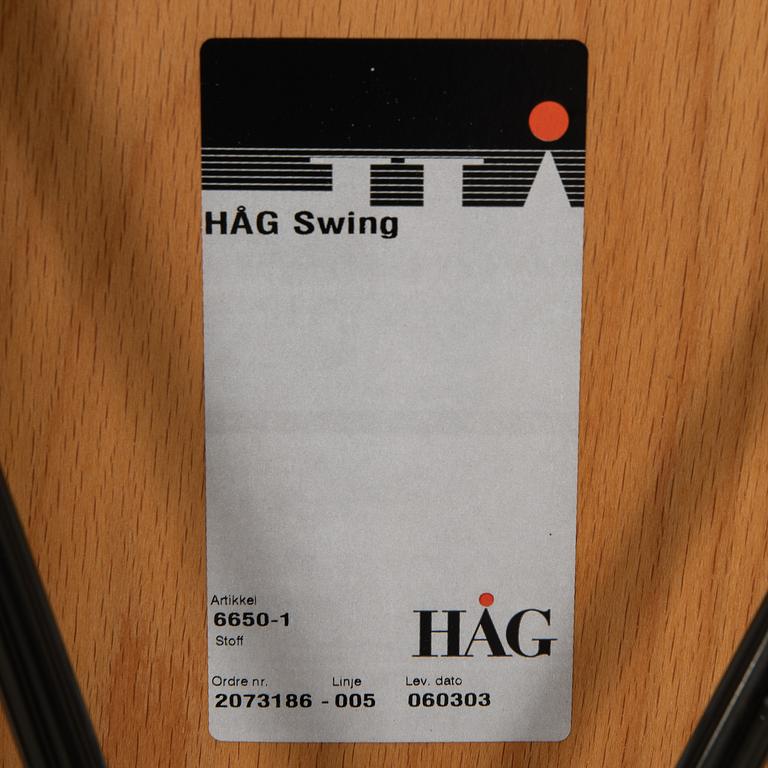 HÅG Swing
Artikkel
6650-1
Stoff
HÅG
Ordre nr. Linje Lev. dato
2073186 - 005 060303